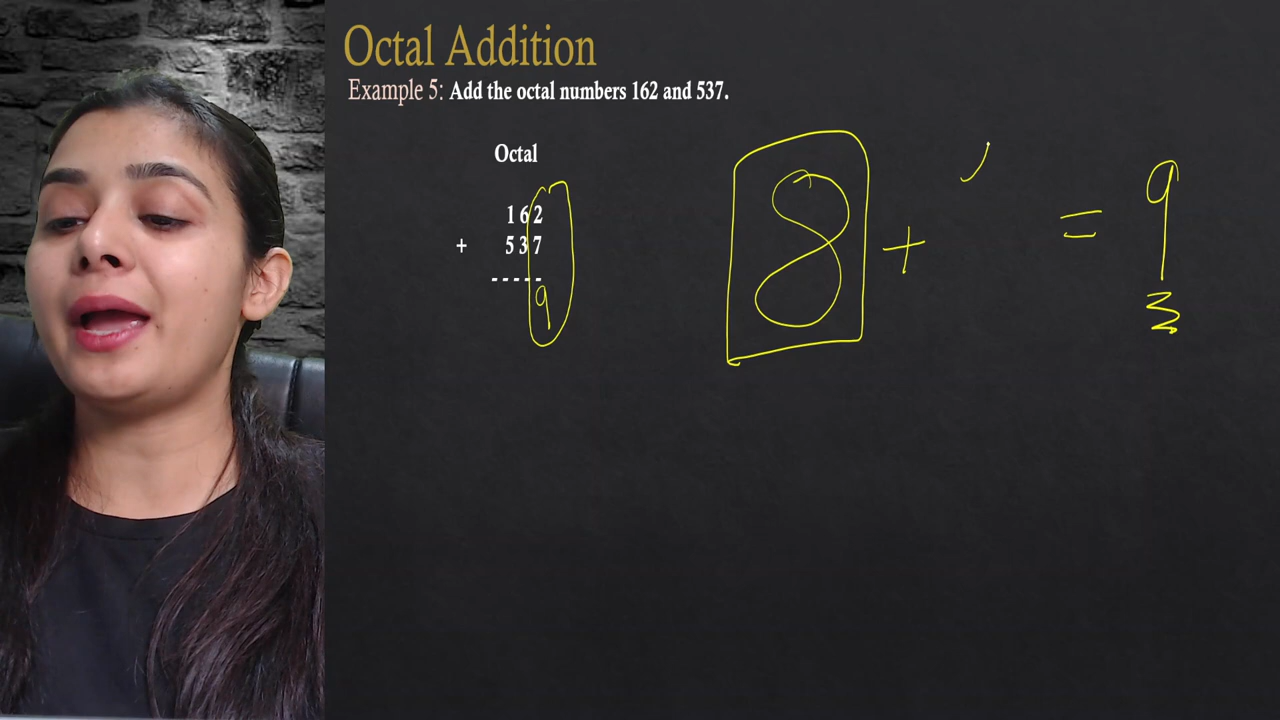 Octal Addition
Example 5: Add the octal numbers 162 and 537.
Octal
162
+ 537
-----
9
8 + = 9